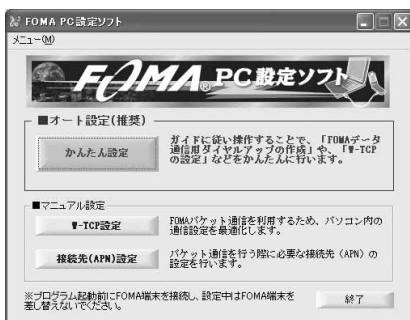 FOMA PC設定ソフト
メニュー(M)
FOMA® PC設定ソフト
■オート設定(推奨)
かんたん設定
ガイドに従い操作することで、「FOMAデータ
通信用ダイヤルアップの作成」や、「W-TCP
の設定」などをかんたんに行います。
■マニュアル設定
W-TCP設定
FOMAパケット通信を利用するため、パソコン内の
通信設定を最適化します。
接続先(APN)設定
パケット通信を行う際に必要な接続先(APN)の
設定を行います。
※プログラム起動前にFOMA端末を接続し、設定中はFOMA端末を
差し替えないでください。
終了